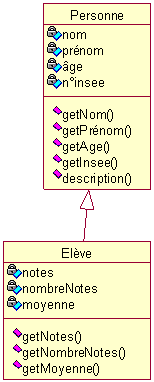 Personne
nom
prénom
âge
n°insee
getNom()
getPrénom()
getAge()
getInsee()
description()
Elève
notes
nombreNotes
moyenne
getNotes()
getNombreNotes()
getMoyenne()